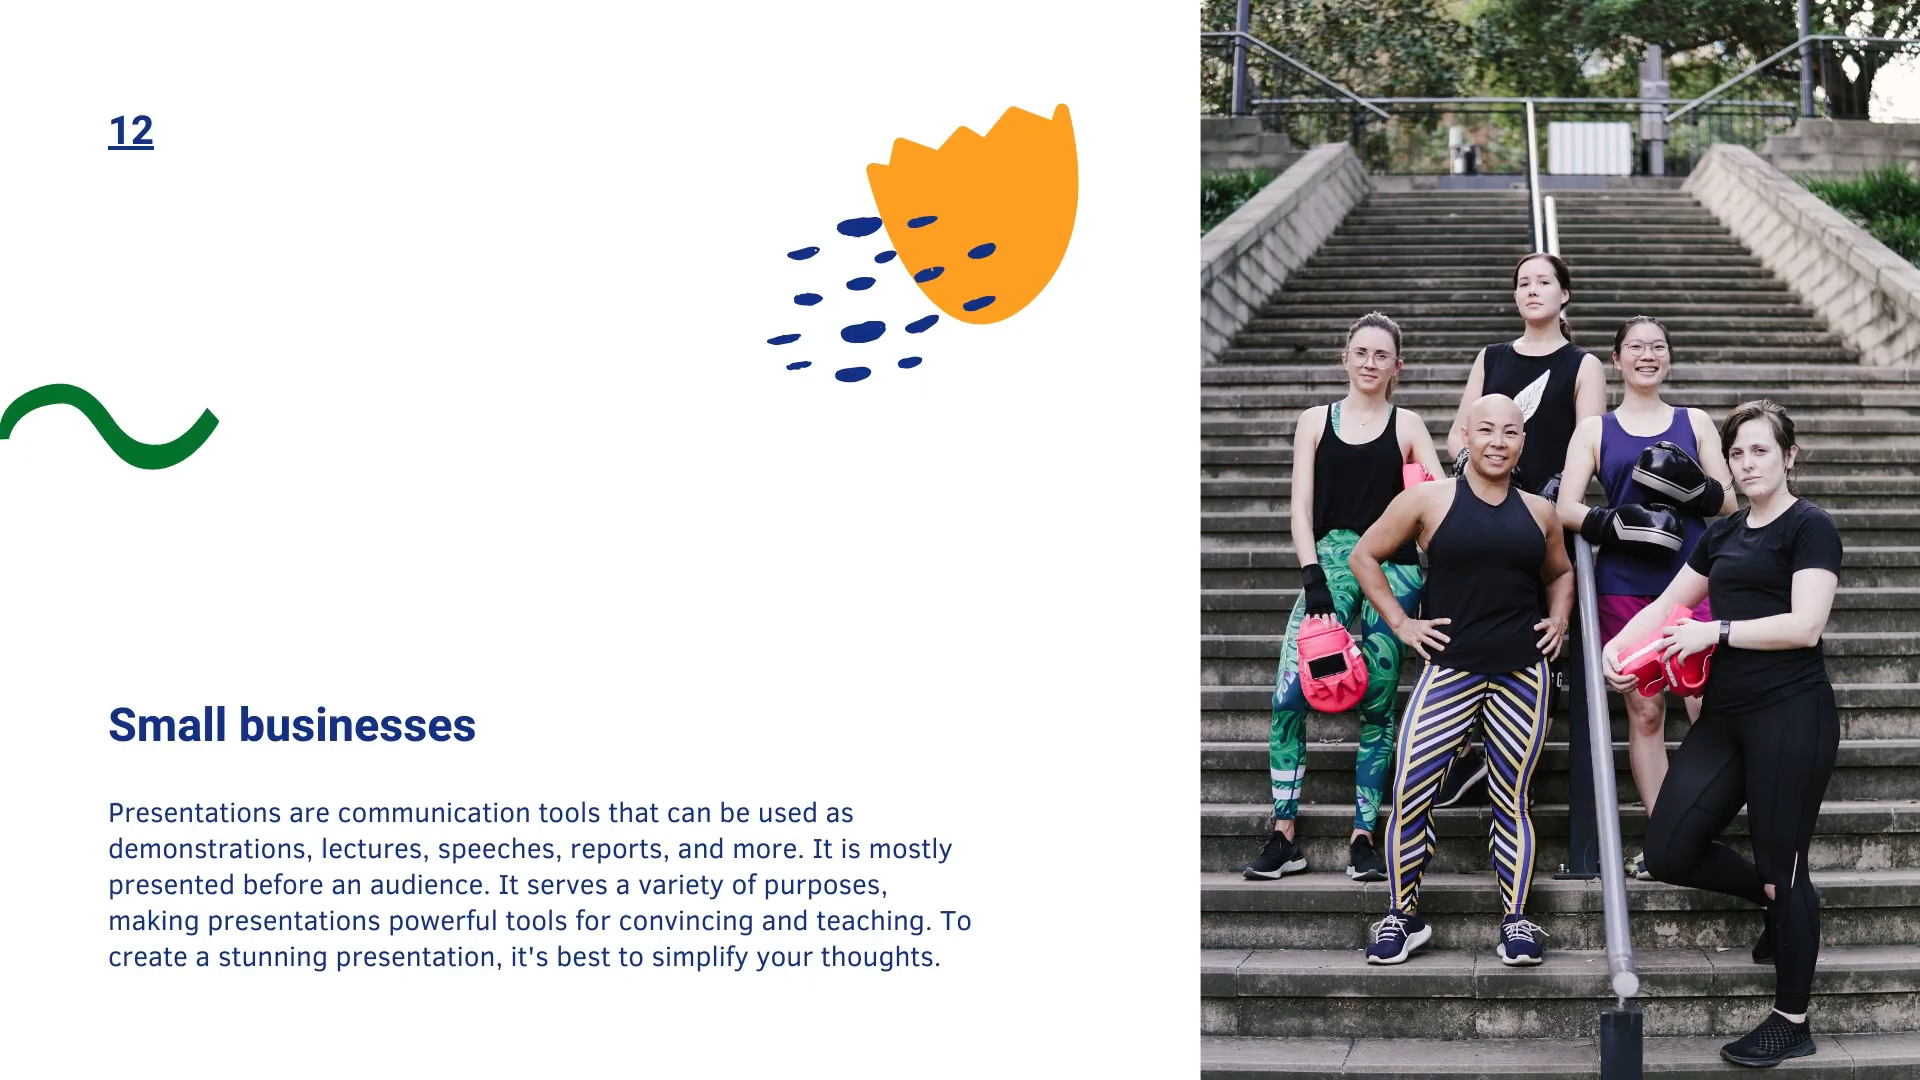 12
Small businesses
Presentations are communication tools that can be used as
demonstrations, lectures, speeches, reports, and more. It is mostly
presented before an audience. It serves a variety of purposes,
making presentations powerful tools for convincing and teaching. To
create a stunning presentation, it's best to simplify your thoughts.